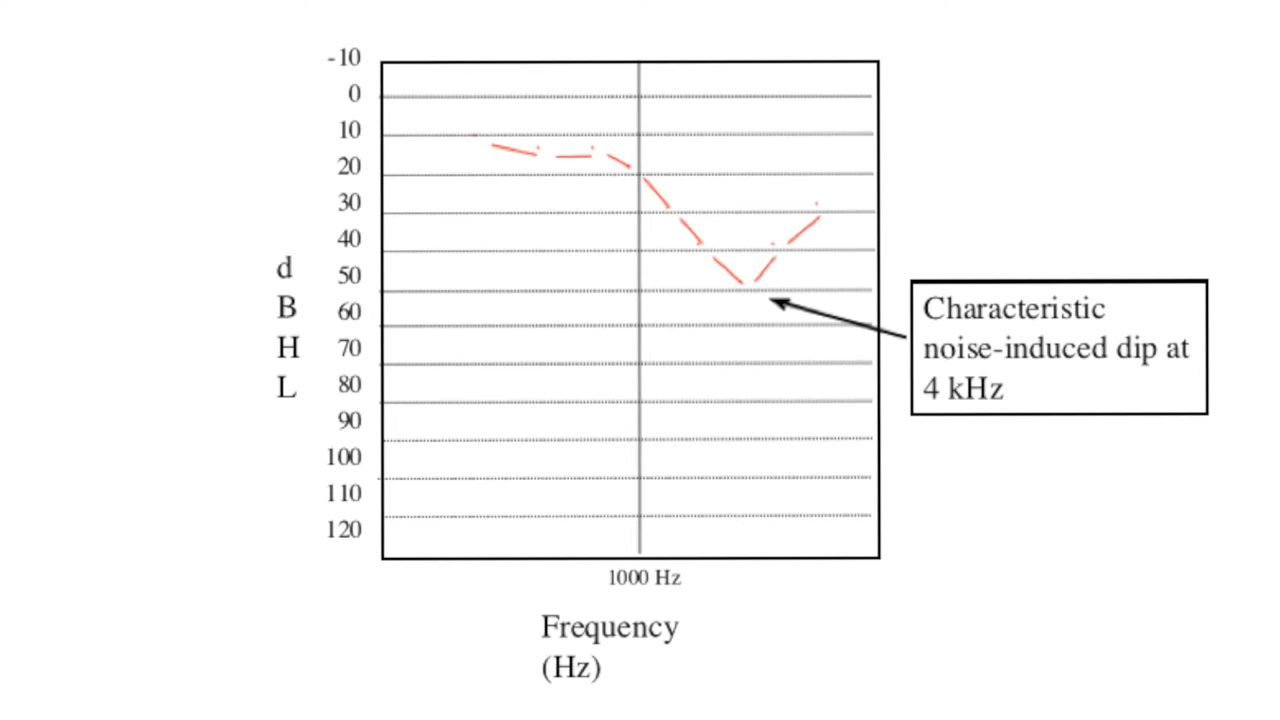 -10
0
10
20
30
40
50
60
70
80
90
100
110
120
d
B
H
L
1000 Hz
Frequency
(Hz)
Characteristic
noise-induced dip at
4 kHz